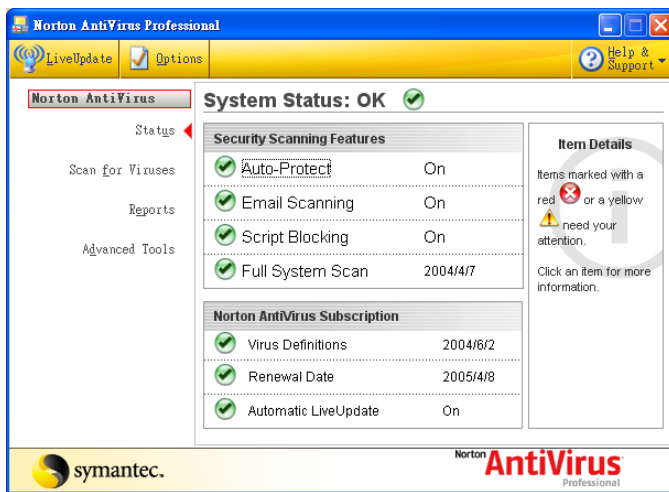 Norton AntiVirus Professional
LiveUpdate Options Help & Support
Norton AntiVirus
Status
Scan for Viruses
Reports
Advanced Tools
System Status: OK
Security Scanning Features
Auto-Protect On
Email Scanning On
Script Blocking On
Full System Scan 2004/4/7
Norton AntiVirus Subscription
Virus Definitions 2004/6/2
Renewal Date 2005/4/8
Automatic LiveUpdate On
Item Details
Items marked with a
red or a yellow
need your
attention.
Click an item for more
information.
symantec.
Norton AntiVirus
Professional